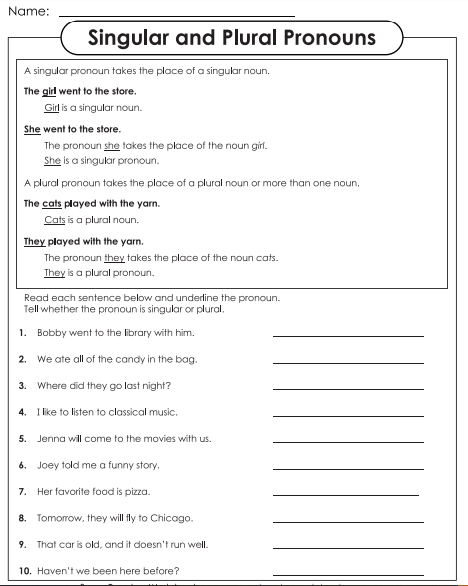 Name:
Singular and Plural Pronouns
A singular pronoun takes the place of a singular noun.
The girl went to the store.
Girl is a singular noun.
She went to the store.
The pronoun she takes the place of the noun girl.
She is a singular pronoun.
A plural pronoun takes the place of a plural noun or more than one noun.
The cats played with the yarn.
Cats is a plural noun.
They played with the yarn.
The pronoun they takes the place of the noun cats.
They is a plural pronoun.
Read each sentence below and underline the pronoun.
Tell whether the pronoun is singular or plural.
1. Bobby went to the library with him.
2. We ate all of the candy in the bag.
3. Where did they go last night?
4. I like to listen to classical music.
5. Jenna will come to the movies with us.
6. Joey told me a funny story.
7. Her favorite food is pizza.
8. Tomorrow, they will fly to Chicago.
9. That car is old, and it doesn't run well.
10. Haven't we been here before?